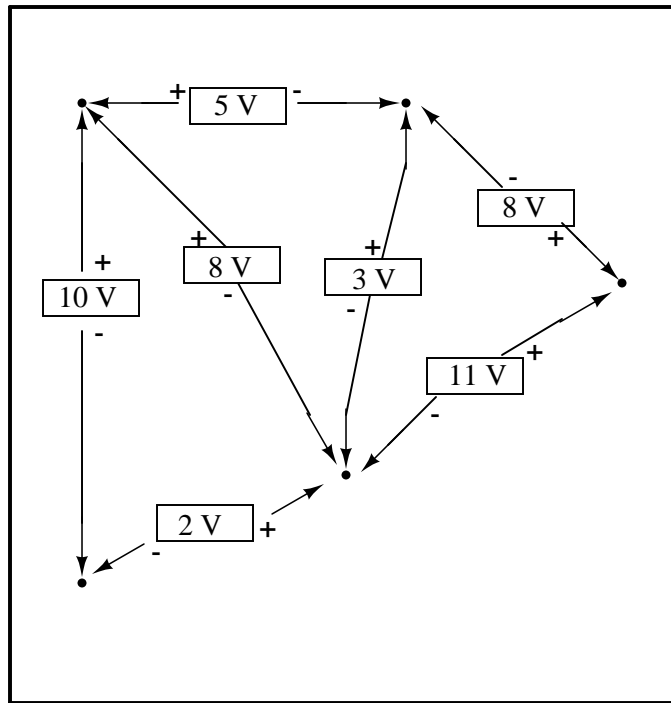 + 5 V -
- 8 V +
+ 8 V -
+ 3 V -
+ 10 V -
11 V +
-
2 V +
-